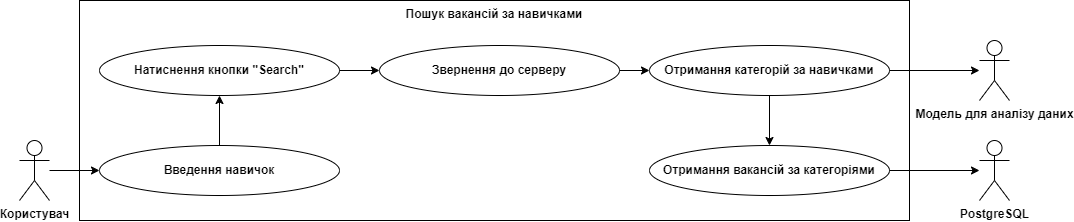 Пошук вакансій за навичками
Натиснення кнопки "Search"
Звернення до серверу
Отримання категорій за навичками
Модель для аналізу даних
Введення навичок
Отримання вакансій за категоріями
Користувач
PostgreSQL